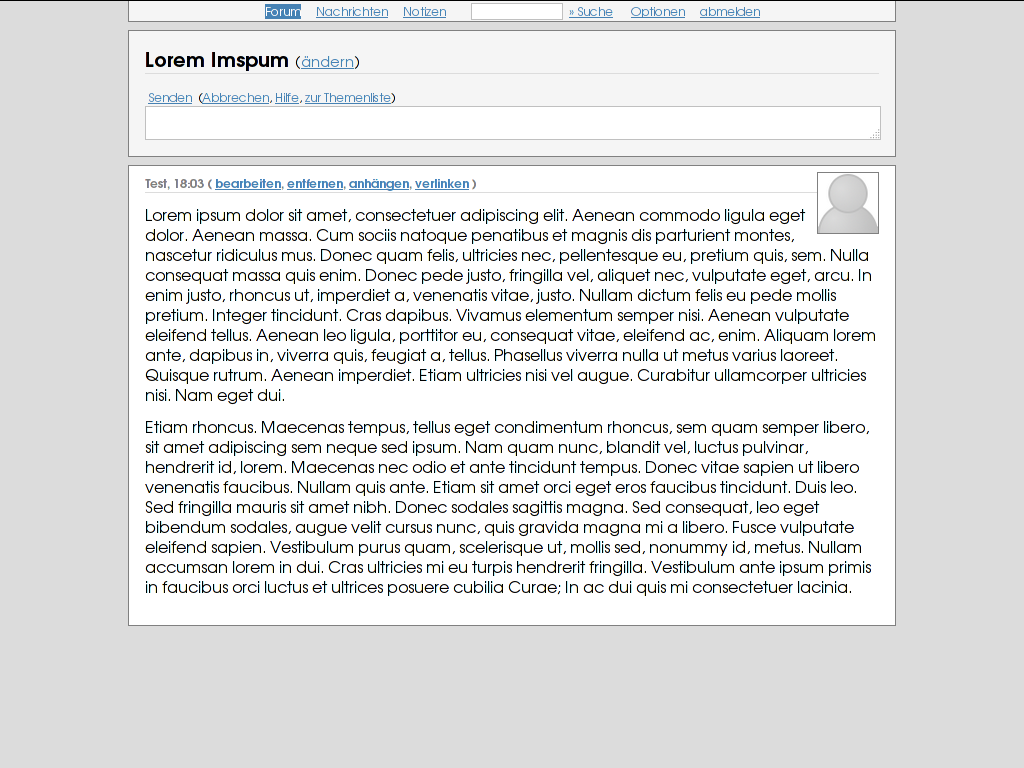 Forum Nachrichten Notizen » Suche Optionen abmelden
Lorem Imspum (ändern)
Senden (Abbrechen, Hilfe, zur Themenliste)
Test, 18:03 ( bearbeiten, entfernen, anhängen, verlinken )
Lorem ipsum dolor sit amet, consectetuer adipiscing elit. Aenean commodo ligula eget
dolor. Aenean massa. Cum sociis natoque penatibus et magnis dis parturient montes,
nascetur ridiculus mus. Donec quam felis, ultricies nec, pellentesque eu, pretium quis, sem. Nulla
consequat massa quis enim. Donec pede justo, fringilla vel, aliquet nec, vulputate eget, arcu. In
enim justo, rhoncus ut, imperdiet a, venenatis vitae, justo. Nullam dictum felis eu pede mollis
pretium. Integer tincidunt. Cras dapibus. Vivamus elementum semper nisi. Aenean vulputate
eleifend tellus. Aenean leo ligula, porttitor eu, consequat vitae, eleifend ac, enim. Aliquam lorem
ante, dapibus in, viverra quis, feugiat a, tellus. Phasellus viverra nulla ut metus varius laoreet.
Quisque rutrum. Aenean imperdiet. Etiam ultricies nisi vel augue. Curabitur ullamcorper ultricies
nisi. Nam eget dui.
Etiam rhoncus. Maecenas tempus, tellus eget condimentum rhoncus, sem quam semper libero,
sit amet adipiscing sem neque sed ipsum. Nam quam nunc, blandit vel, luctus pulvinar,
hendrerit id, lorem. Maecenas nec odio et ante tincidunt tempus. Donec vitae sapien ut libero
venenatis faucibus. Nullam quis ante. Etiam sit amet orci eget eros faucibus tincidunt. Duis leo.
Sed fringilla mauris sit amet nibh. Donec sodales sagittis magna. Sed consequat, leo eget
bibendum sodales, augue velit cursus nunc, quis gravida magna mi a libero. Fusce vulputate
eleifend sapien. Vestibulum purus quam, scelerisque ut, mollis sed, nonummy id, metus. Nullam
accumsan lorem in dui. Cras ultricies mi eu turpis hendrerit fringilla. Vestibulum ante ipsum primis
in faucibus orci luctus et ultrices posuere cubilia Curae; In ac dui quis mi consectetuer lacinia.